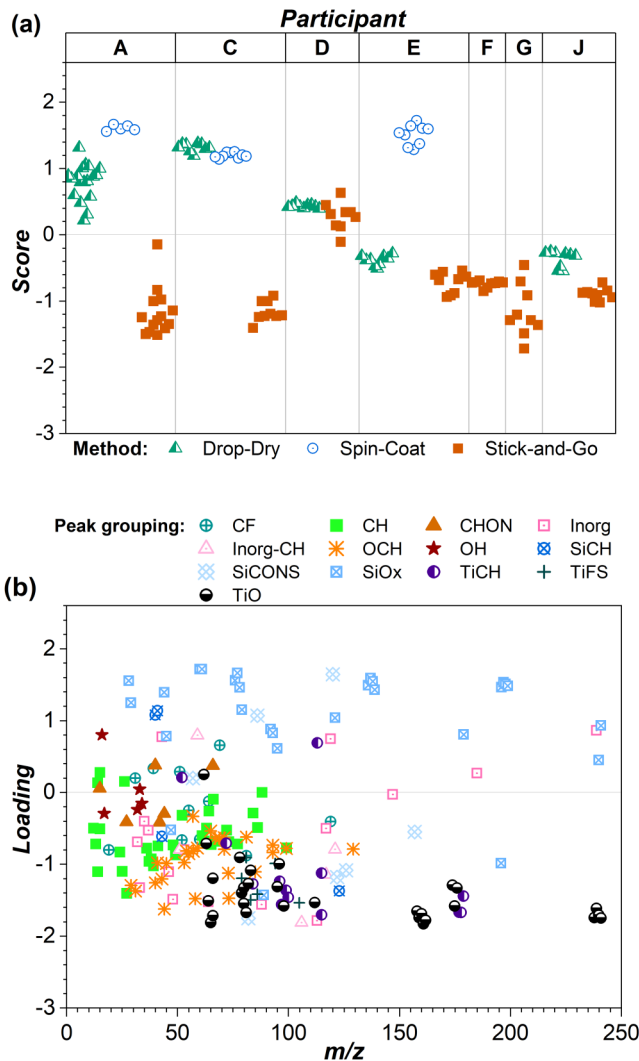 (a)
Participant
A C D E F G J
2
1
0
-1
-2
-3
Score
Method: Drop-Dry Spin-Coat Stick-and-Go
Peak grouping: CF CH CHON Inorg
Inorg-CH OCH OH SiCH
SiCONS SiOx TiCH TiFS
TiO
(b)
2
1
0
-1
-2
-3
Loading
0 50 100 150 200 250
m/z